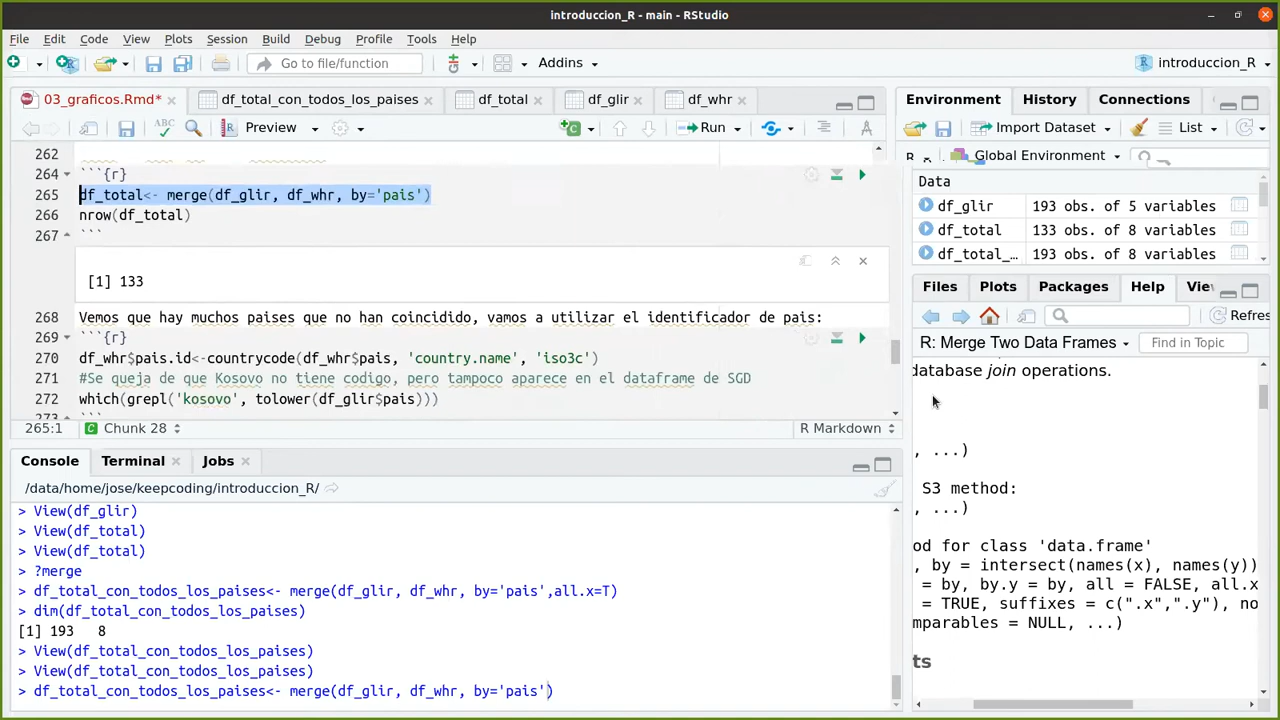 introduccion_R - main - RStudio
File Edit Code View Plots Session Build Debug Profile Tools Help
Go to file/function Addins introduccion_R
03_graficos.Rmd* df_total_con_todos_los_paises df_total df_glir df_whr
Preview Run
262
264 ```{r}
265 df_total<- merge(df_glir, df_whr, by='pais')
266 nrow(df_total)
267 ```
[1] 133
268 Vemos que hay muchos paises que no han coincidido, vamos a utilizar el identificador de pais:
269 ```{r}
270 df_whr$pais.id<-countrycode(df_whr$pais, 'country.name', 'iso3c')
271 #Se queja de que Kosovo no tiene codigo, pero tampoco aparece en el dataframe de SGD
272 which(grepl('kosovo', tolower(df_glir$pais)))
273 ```
265:1 Chunk 28 R Markdown
Console Terminal Jobs
/data/home/jose/keepcoding/introduccion_R/
> View(df_glir)
> View(df_total)
> View(df_total)
> ?merge
> df_total_con_todos_los_paises<- merge(df_glir, df_whr, by='pais',all.x=T)
> dim(df_total_con_todos_los_paises)
[1] 193 8
> View(df_total_con_todos_los_paises)
> View(df_total_con_todos_los_paises)
> df_total_con_todos_los_paises<- merge(df_glir, df_whr, by='pais')
Environment History Connections
Import Dataset List
R Global Environment
Data
df_glir 193 obs. of 5 variables
df_total 133 obs. of 8 variables
df_total_… 193 obs. of 8 variables
Files Plots Packages Help Vie
Refres
R: Merge Two Data Frames Find in Topic
database join operations.
, ...)
S3 method:
, ...)
od for class 'data.frame'
, by = intersect(names(x), names(y))
= by, by.y = by, all = FALSE, all.x
= TRUE, suffixes = c(".x",".y"), no
mparables = NULL, ...)
ts